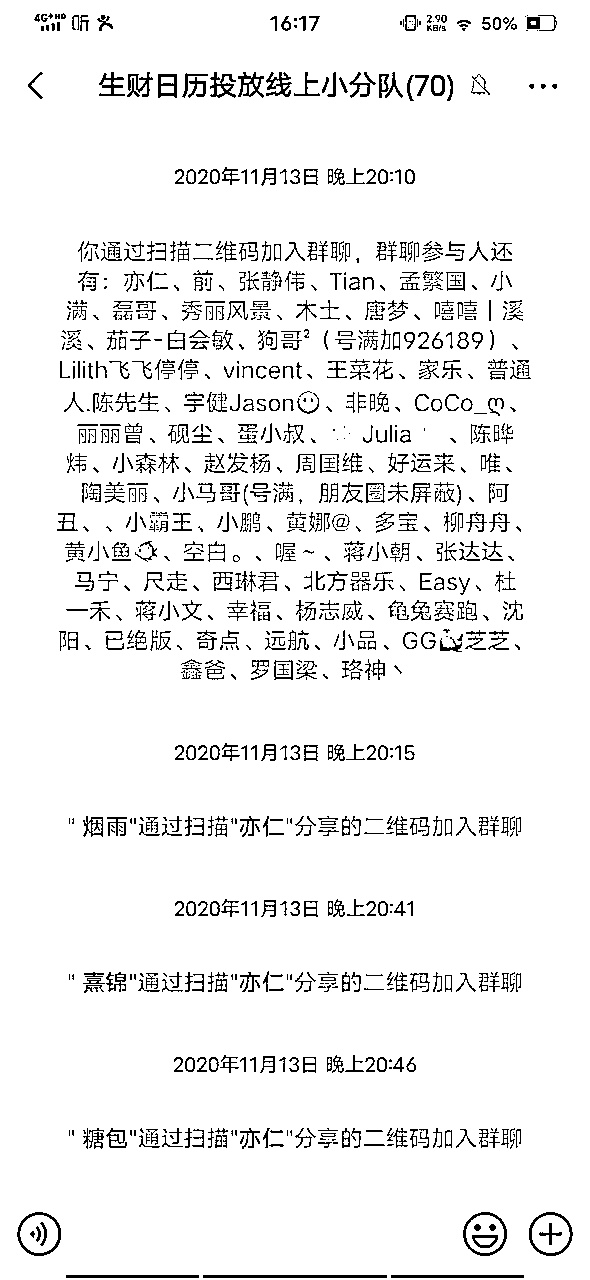 4G+HD 听 16:17 2.90 KB/s 50%
生财日历投放线上小分队(70)
2020年11月13日 晚上20:10
你通过扫描二维码加入群聊，群聊参与人还
有：亦仁、前、张静伟、Tian、孟繁国、小
满、磊哥、秀丽风景、木土、唐梦、嘻嘻丨溪
溪、茄子-白会敏、狗哥²（号满加926189）、
Lilith飞飞停停、vincent、王菜花、家乐、普通
人.陈先生、宇健Jason😶、非晚、CoCo_ღ、
丽丽曾、砚尘、蛋小叔、Julia、陈晔
炜、小森林、赵发杨、周国维、好运来、唯、
陶美丽、小马哥(号满，朋友圈未屏蔽)、阿
丑、、小霸王、小鹏、黄娜@、多宝、柳舟舟、
黄小鱼、空白。、喔~、蒋小朝、张达达、
马宁、尺走、西琳君、北方器乐、Easy、杜
一禾、蒋小文、幸福、杨志威、龟兔赛跑、沈
阳、已绝版、奇点、远航、小品、GG芝芝、
鑫爸、罗国梁、珞神丶
2020年11月13日 晚上20:15
" 烟雨"通过扫描"亦仁"分享的二维码加入群聊
2020年11月13日 晚上20:41
" 熹锦"通过扫描"亦仁"分享的二维码加入群聊
2020年11月13日 晚上20:46
" 糖包"通过扫描"亦仁"分享的二维码加入群聊